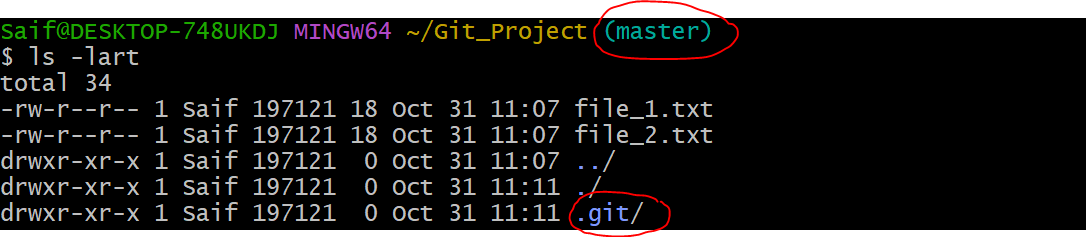 Saif@DESKTOP-748UKDJ MINGW64 ~/Git_Project (master)
$ ls -lart
total 34
-rw-r--r-- 1 Saif 197121 18 Oct 31 11:07 file_1.txt
-rw-r--r-- 1 Saif 197121 18 Oct 31 11:07 file_2.txt
drwxr-xr-x 1 Saif 197121  0 Oct 31 11:07 ../
drwxr-xr-x 1 Saif 197121  0 Oct 31 11:11 ./
drwxr-xr-x 1 Saif 197121  0 Oct 31 11:11 .git/